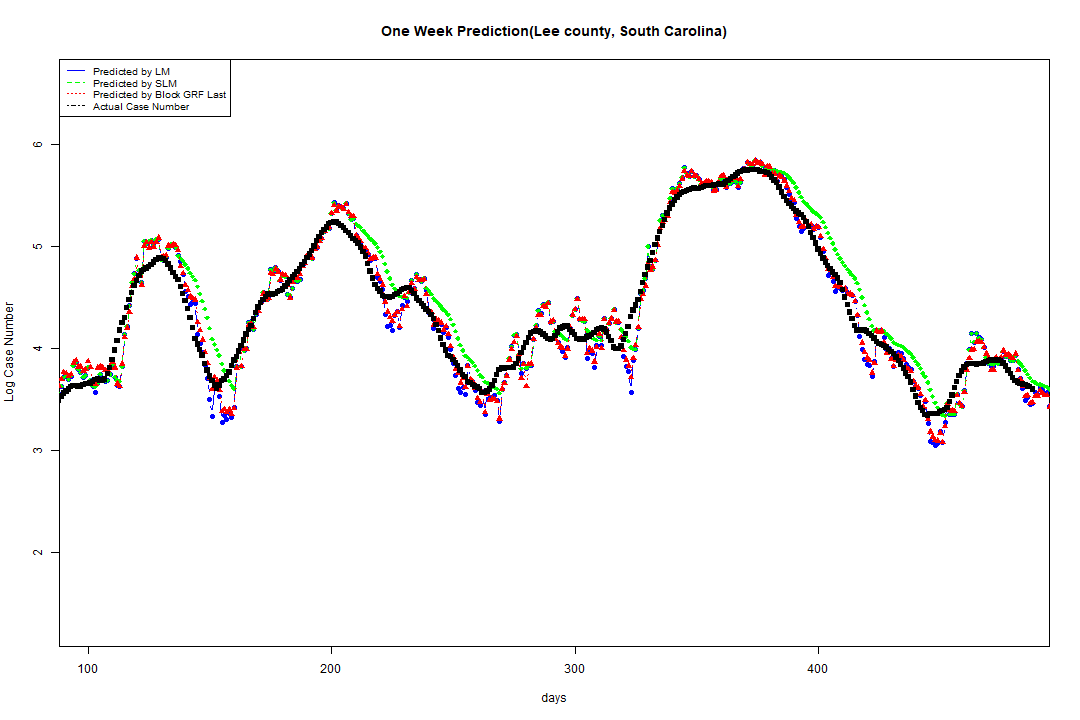 One Week Prediction(Lee county, South Carolina)
Predicted by LM
Predicted by SLM
Predicted by Block GRF Last
Actual Case Number
6
5
4
3
2
Log Case Number
100 200 300 400
days